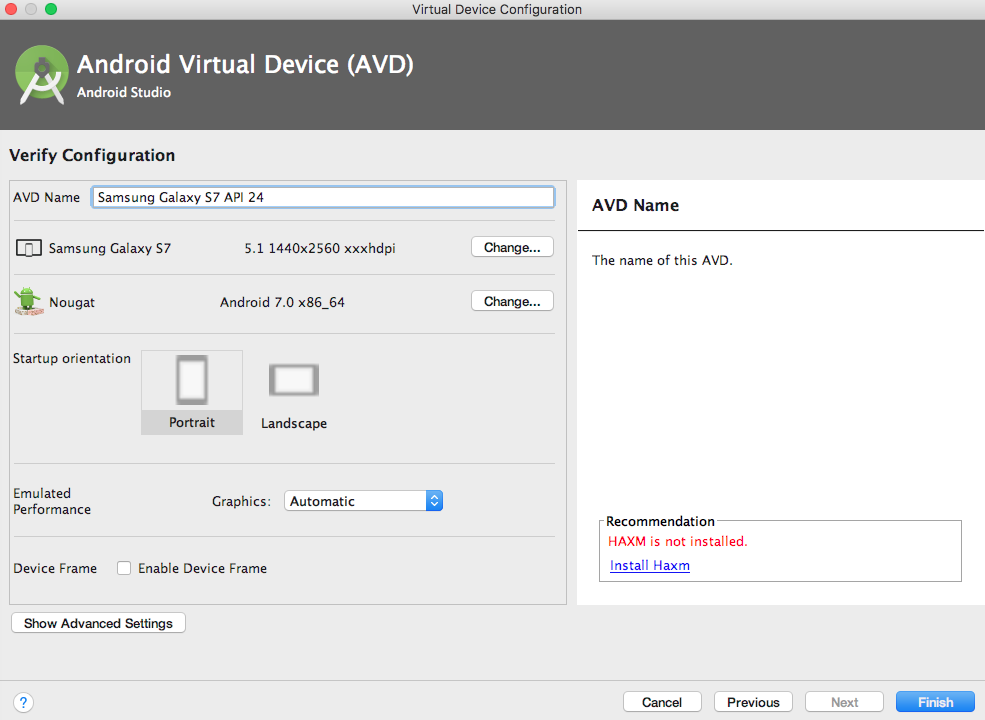 Virtual Device Configuration
Android Virtual Device (AVD)
Android Studio
Verify Configuration
AVD Name Samsung Galaxy S7 API 24
Samsung Galaxy S7 5.1 1440x2560 xxxhdpi Change...
Nougat Android 7.0 x86_64 Change...
Startup orientation
Portrait
Landscape
Emulated
Performance
Graphics: Automatic
Device Frame Enable Device Frame
Show Advanced Settings
AVD Name
The name of this AVD.
Recommendation
HAXM is not installed.
Install Haxm
?
Cancel
Previous
Next
Finish